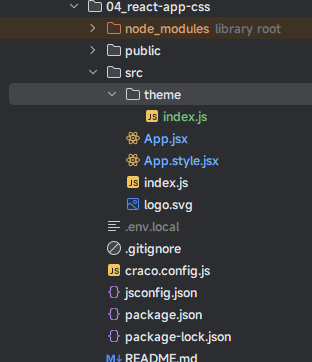 04_react-app-css
node_modules library root
public
src
theme
JS index.js
App.jsx
App.style.jsx
JS index.js
logo.svg
.env.local
.gitignore
JS craco.config.js
{} jsconfig.json
{} package.json
{} package-lock.json
M↓ README.md